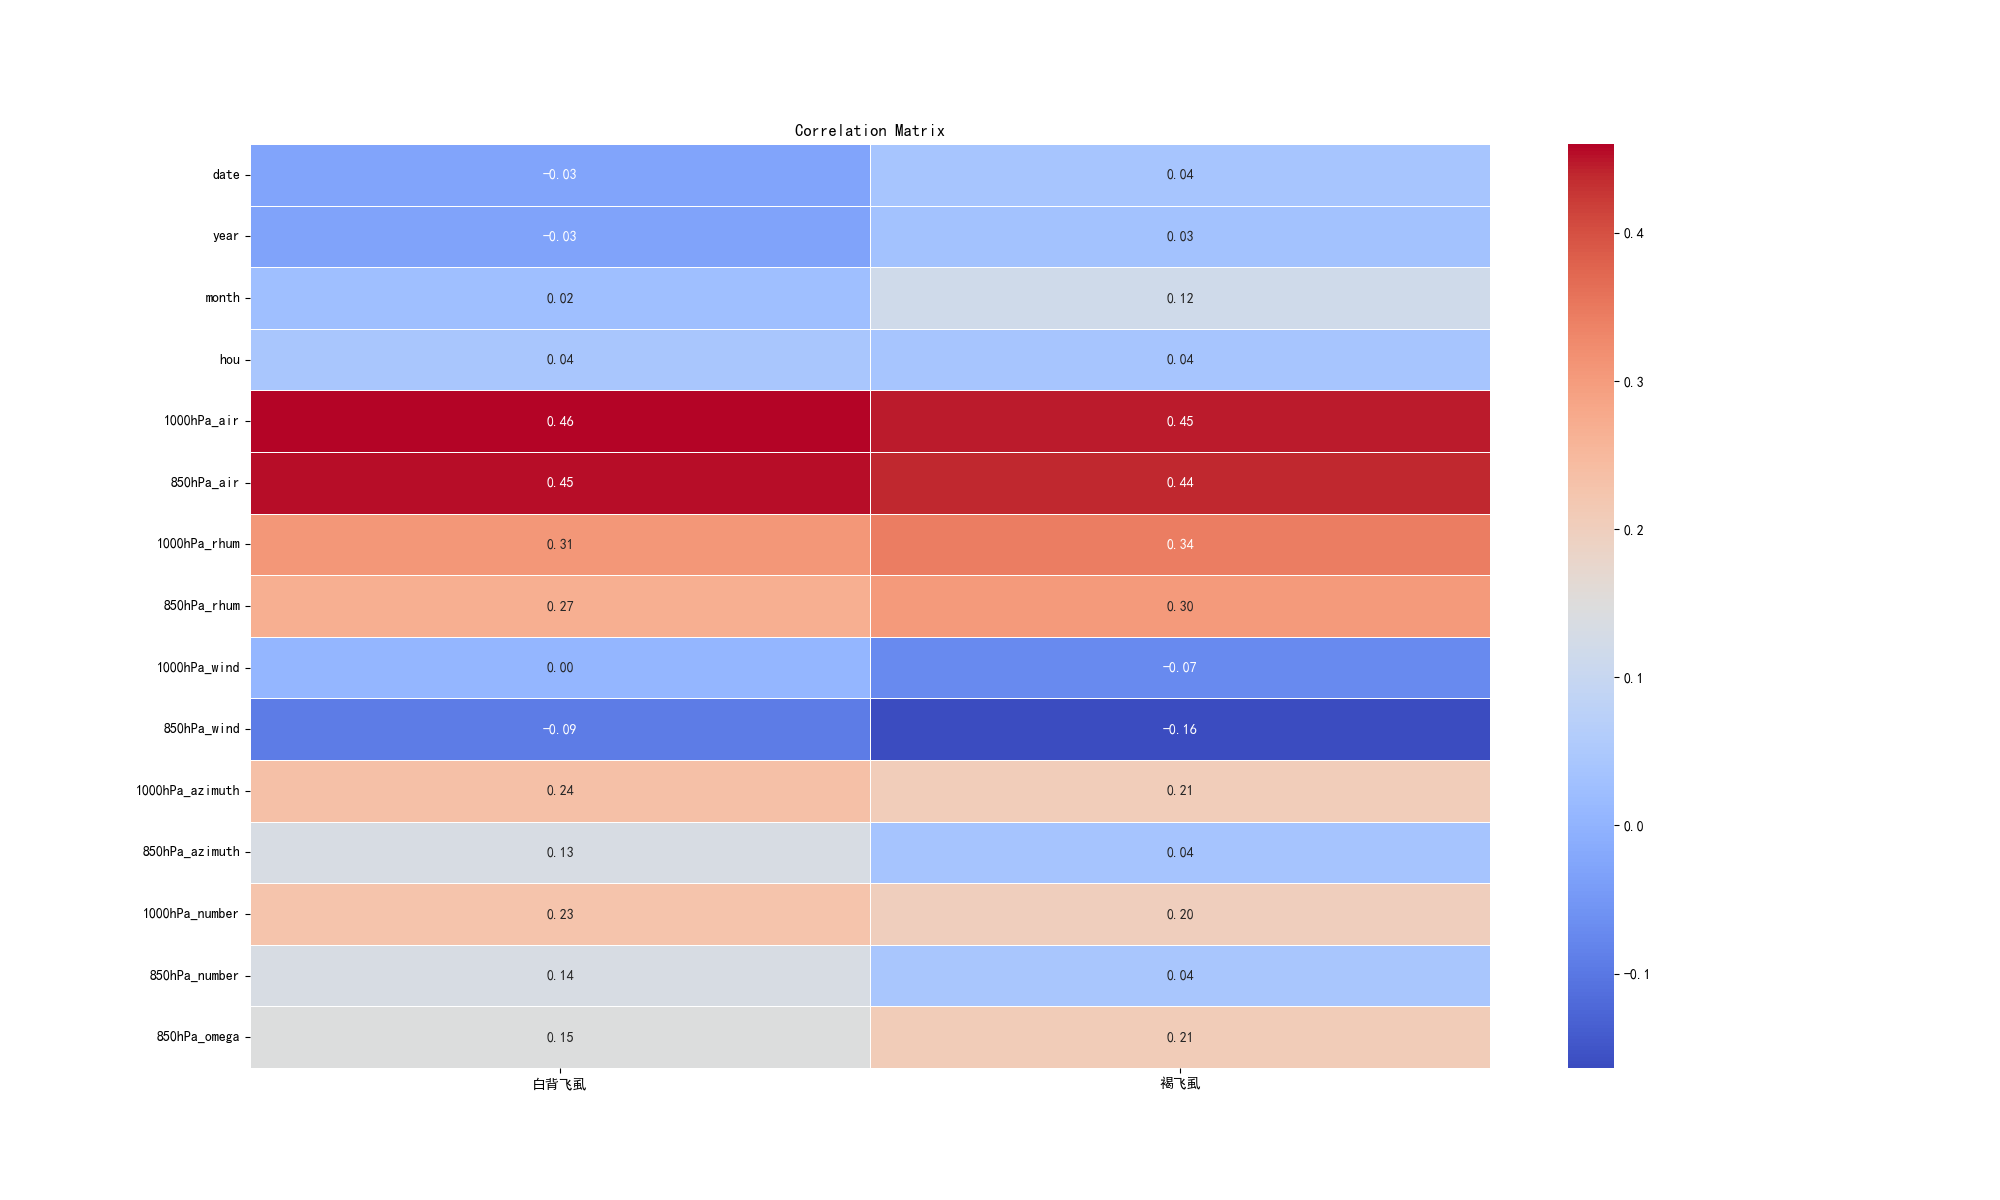 Correlation Matrix
date -0.03 0.04
year -0.03 0.03
month 0.02 0.12
hou 0.04 0.04
1000hPa_air 0.46 0.45
850hPa_air 0.45 0.44
1000hPa_rhum 0.31 0.34
850hPa_rhum 0.27 0.30
1000hPa_wind 0.00 -0.07
850hPa_wind -0.09 -0.16
1000hPa_azimuth 0.24 0.21
850hPa_azimuth 0.13 0.04
1000hPa_number 0.23 0.20
850hPa_number 0.14 0.04
850hPa_omega 0.15 0.21
白背飞虱 褐飞虱
0.4
0.3
0.2
0.1
0.0
-0.1